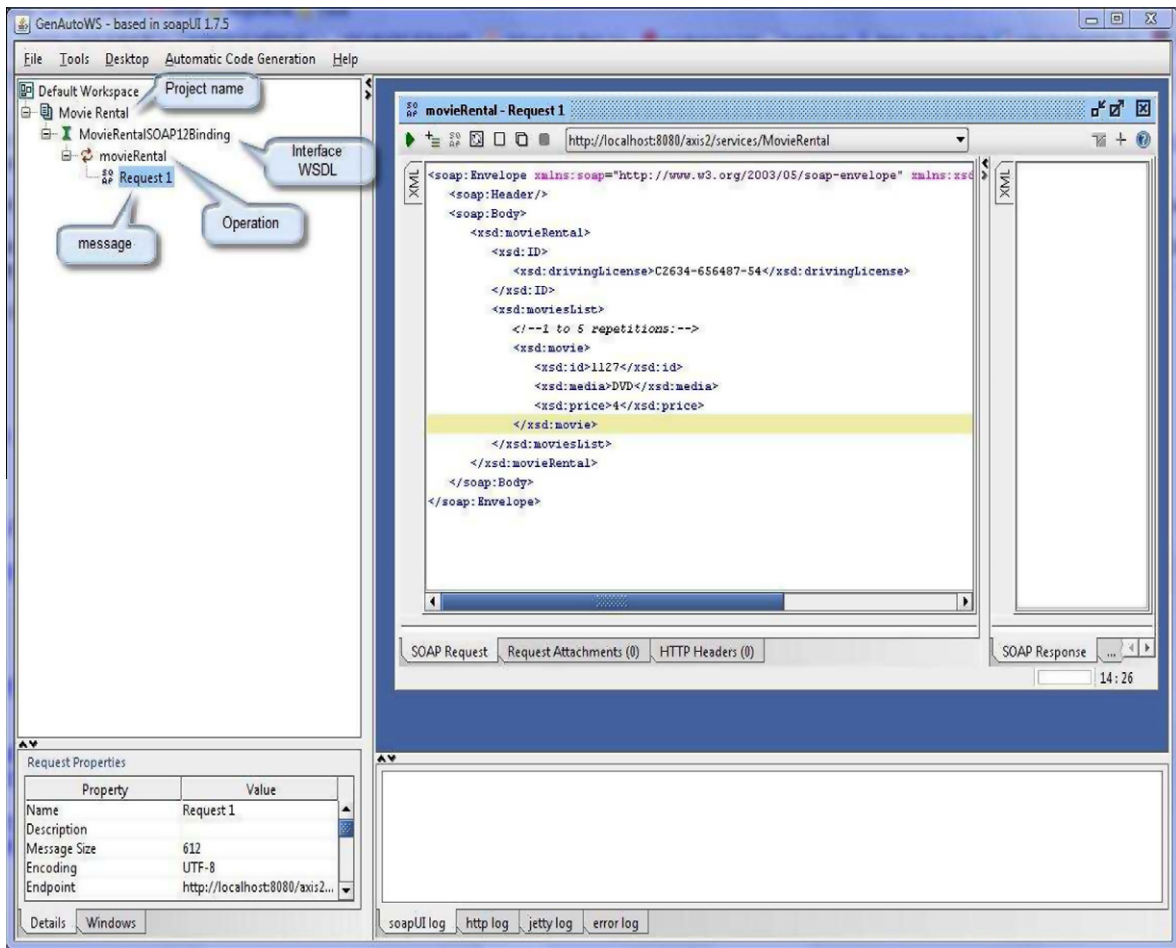 GenAutoWS - based in soapUI 1.7.5
File Tools Desktop Automatic Code Generation Help
Default Workspace
Project name
Movie Rental
MovieRentalSOAP12Binding
Interface
WSDL
movieRental
Request 1
Operation
message
movieRental - Request 1
http://localhost:8080/axis2/services/MovieRental
XML
<soap:Envelope xmlns:soap="http://www.w3.org/2003/05/soap-envelope" xmlns:xsd
<soap:Header/>
<soap:Body>
<xsd:movieRental>
<xsd:ID>
<xsd:drivingLicense>CZ634-656487-54</xsd:drivingLicense>
</xsd:ID>
<xsd:moviesList>
<!--1 to 5 repetitions:-->
<xsd:movie>
<xsd:id>1127</xsd:id>
<xsd:media>DVD</xsd:media>
<xsd:price>4</xsd:price>
</xsd:movie>
</xsd:moviesList>
</xsd:movieRental>
</soap:Body>
</soap:Envelope>
XML
SOAP Request Request Attachments (0) HTTP Headers (0)
SOAP Response ...
14 : 26
Request Properties
Property Value
Name Request 1
Description
Message Size 612
Encoding UTF-8
Endpoint http://localhost:8080/axis2...
Details Windows
soapUI log http log jetty log error log